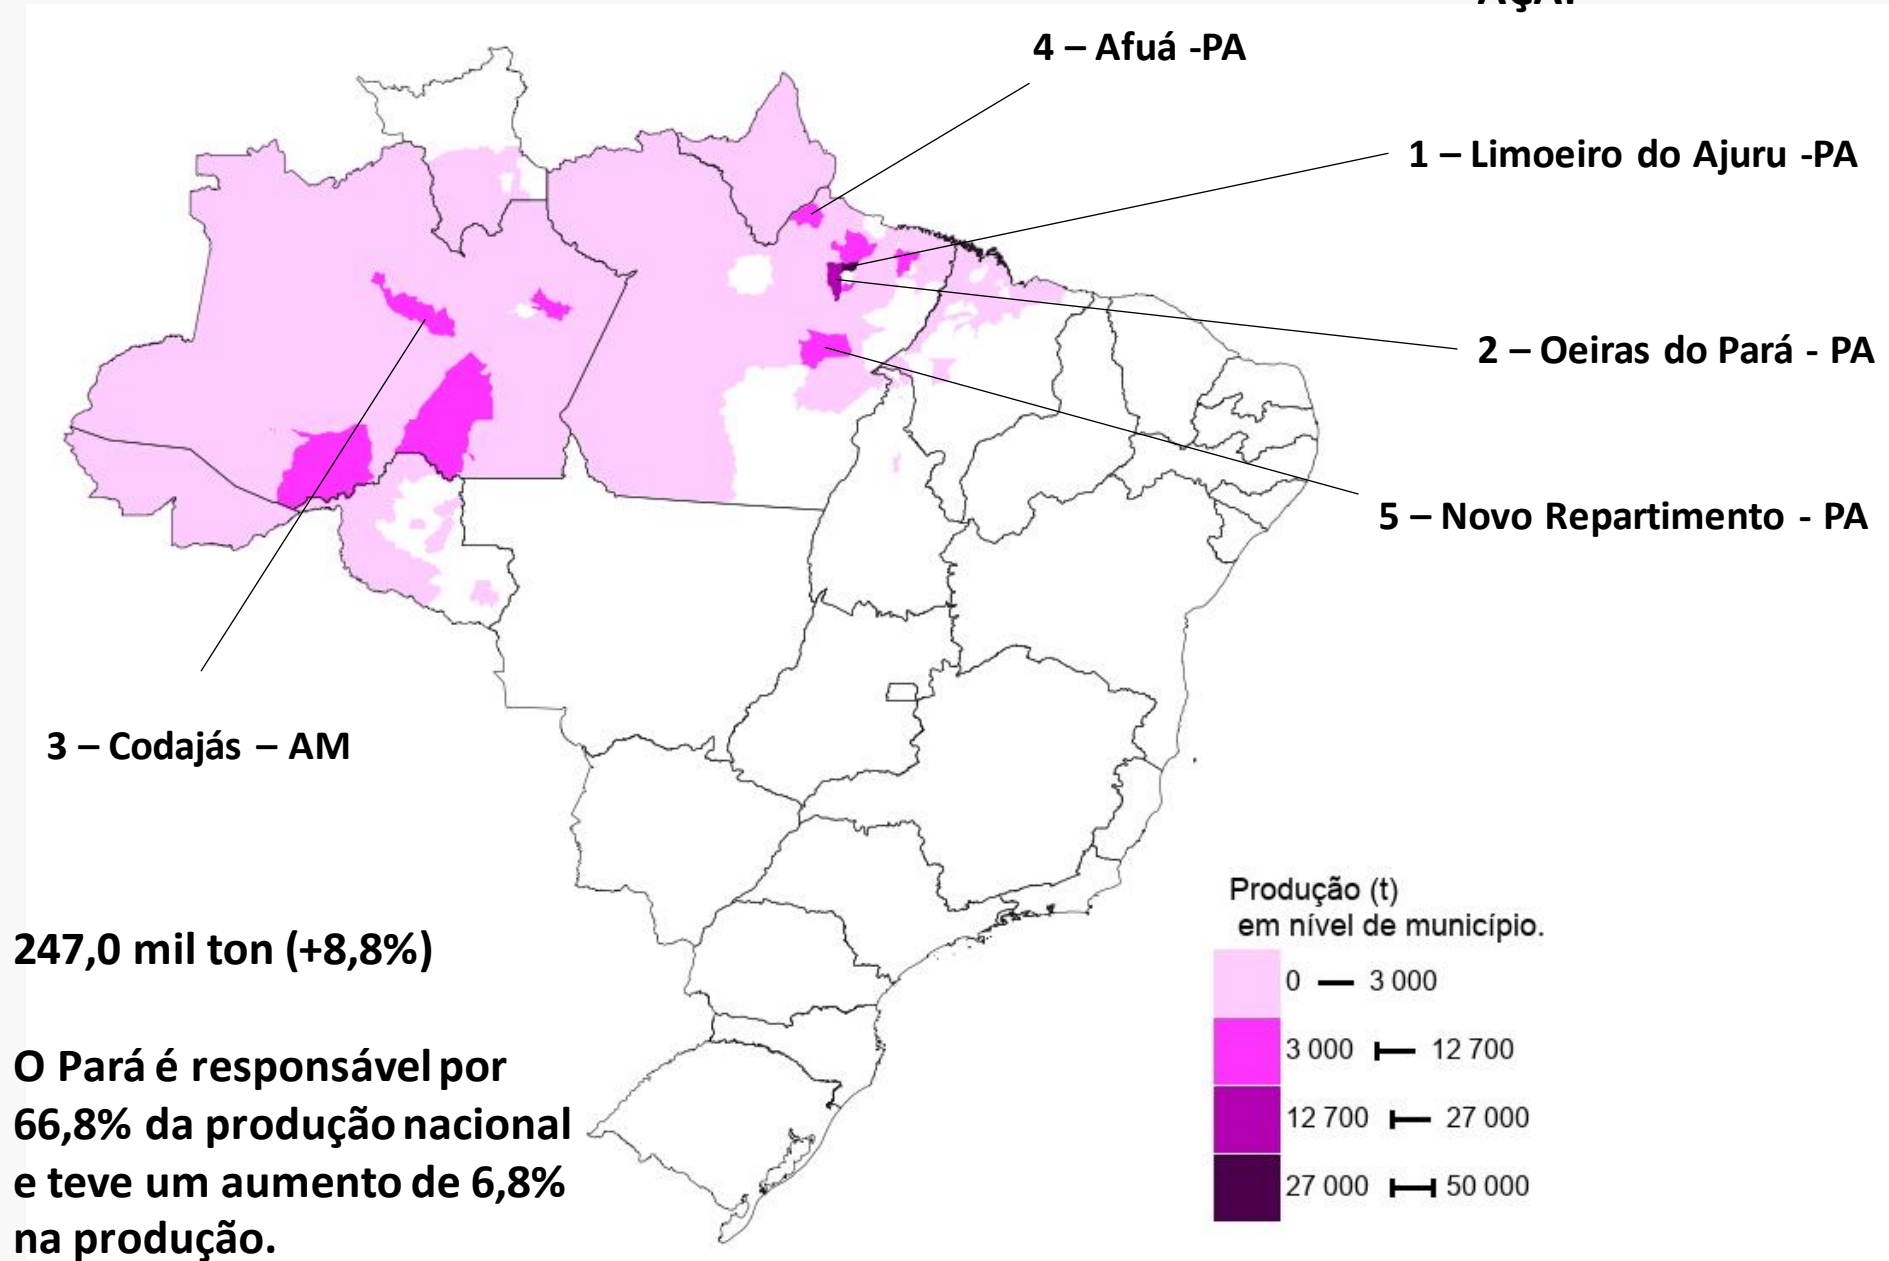 AÇAÍ
4 – Afuá -PA
1 – Limoeiro do Ajuru -PA
2 – Oeiras do Pará - PA
5 – Novo Repartimento - PA
3 – Codajás – AM
247,0 mil ton (+8,8%)
O Pará é responsável por
66,8% da produção nacional
e teve um aumento de 6,8%
na produção.
Produção (t)
em nível de município.
0 — 3 000
3 000 ⊢ 12 700
12 700 ⊢ 27 000
27 000 ⊢⊣ 50 000